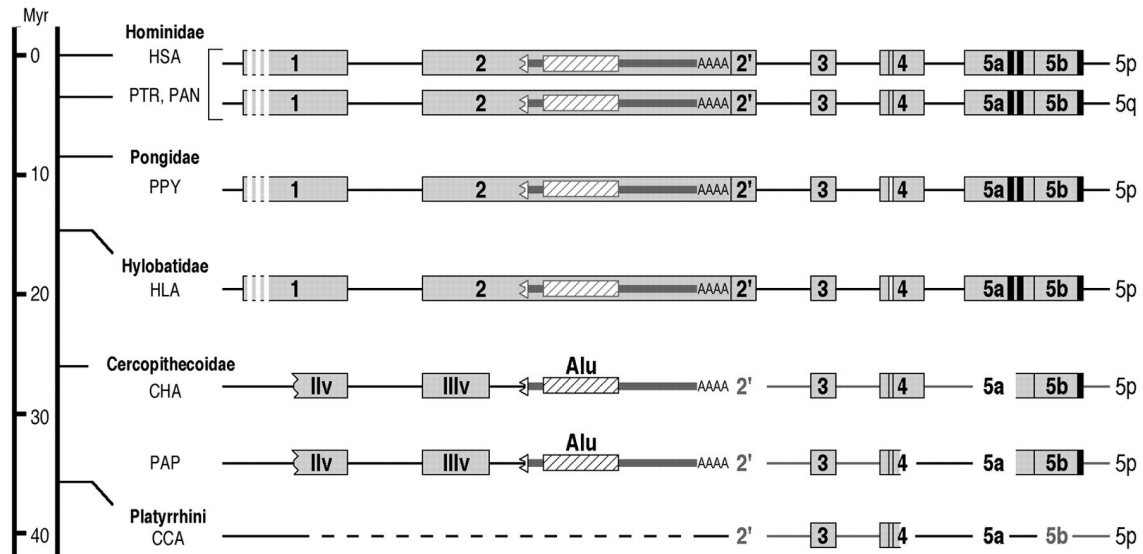 Myr
Hominidae
0
HSA
1 2 AAAA 2' 3 4 5a 5b 5p
PTR, PAN
1 2 AAAA 2' 3 4 5a 5b 5q
Pongidae
10
PPY
1 2 AAAA 2' 3 4 5a 5b 5p
Hylobatidae
20
HLA
1 2 AAAA 2' 3 4 5a 5b 5p
Cercopithecoidae
Alu
CHA
IIv IIIv AAAA 2' 3 4 5a 5b 5p
30
Alu
PAP
IIv IIIv AAAA 2' 3 4 5a 5b 5p
Platyrrhini
40
CCA
2' 3 4 5a 5b 5p